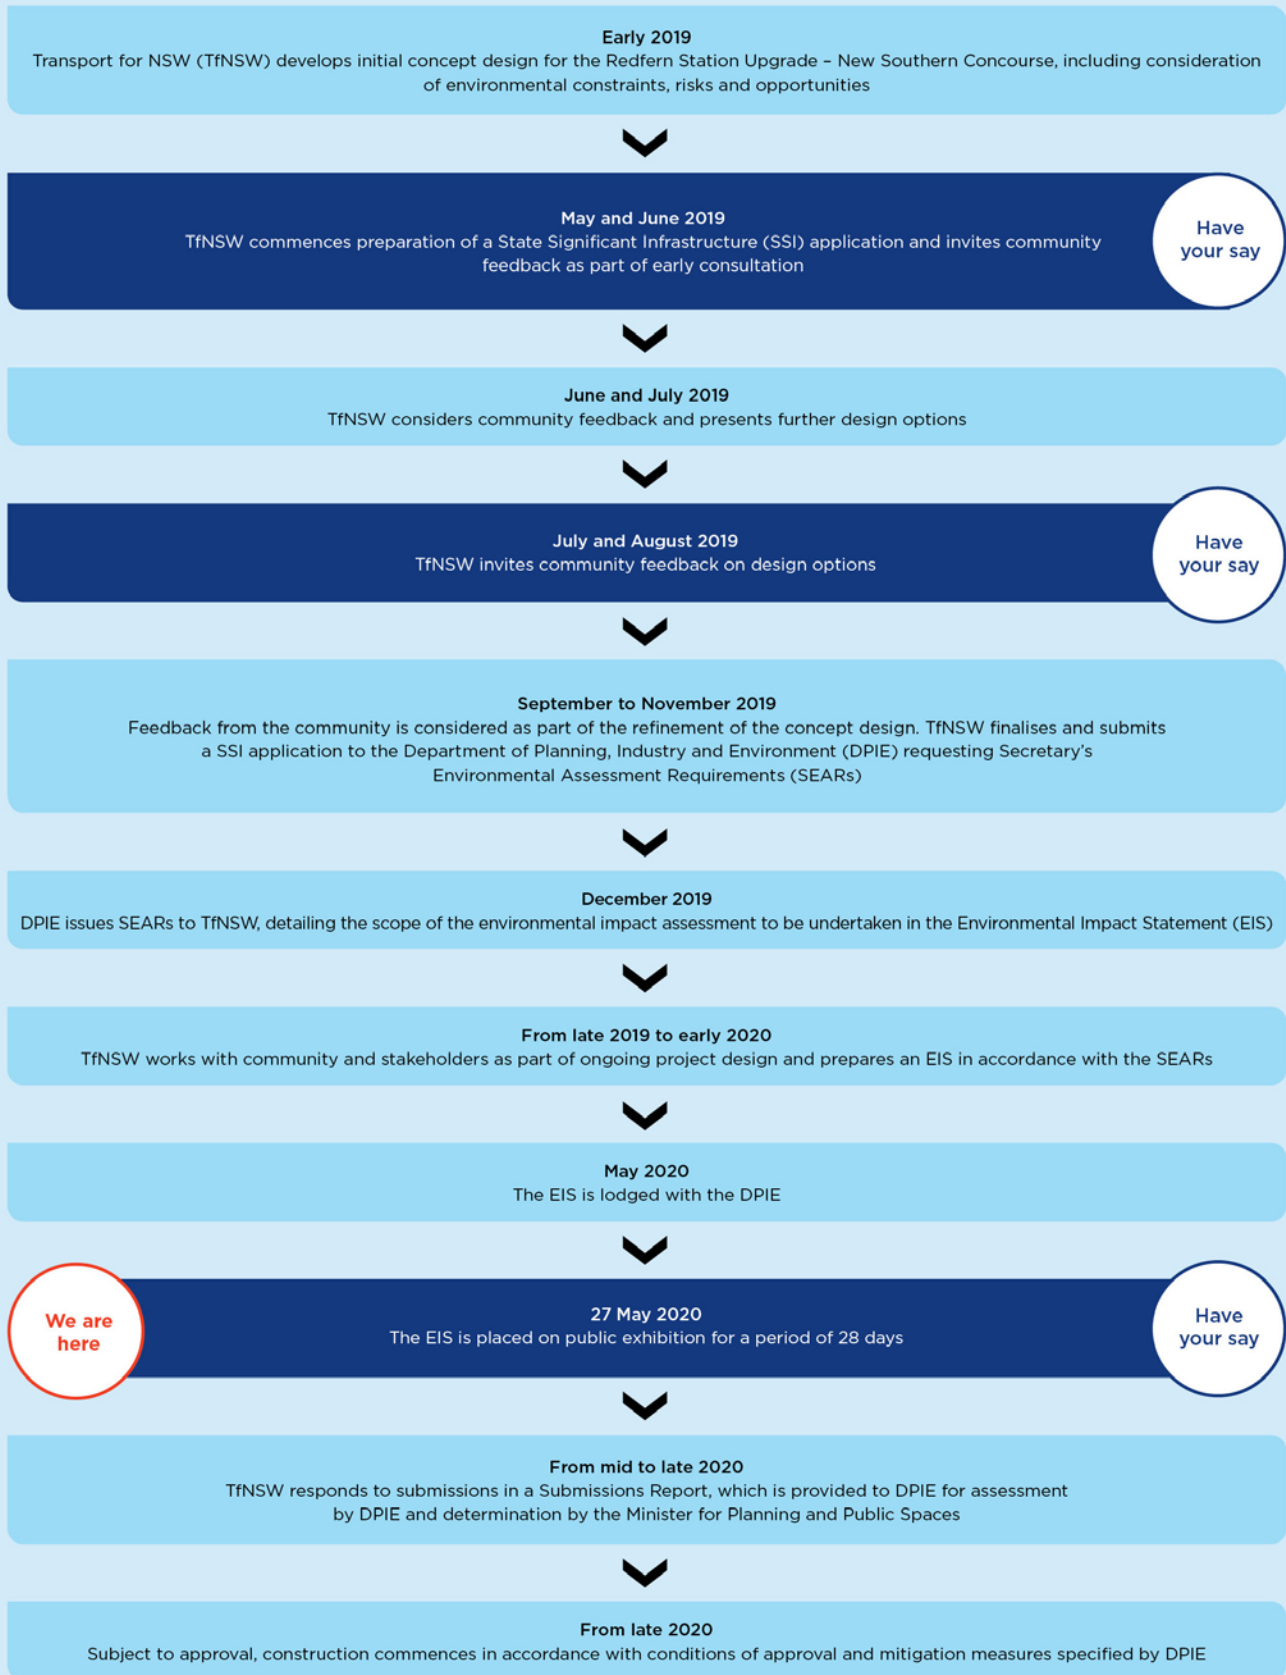 Early 2019
Transport for NSW (TfNSW) develops initial concept design for the Redfern Station Upgrade – New Southern Concourse, including consideration
of environmental constraints, risks and opportunities
May and June 2019
TfNSW commences preparation of a State Significant Infrastructure (SSI) application and invites community
feedback as part of early consultation
Have
your say
June and July 2019
TfNSW considers community feedback and presents further design options
July and August 2019
TfNSW invites community feedback on design options
Have
your say
September to November 2019
Feedback from the community is considered as part of the refinement of the concept design. TfNSW finalises and submits
a SSI application to the Department of Planning, Industry and Environment (DPIE) requesting Secretary's
Environmental Assessment Requirements (SEARs)
December 2019
DPIE issues SEARs to TfNSW, detailing the scope of the environmental impact assessment to be undertaken in the Environmental Impact Statement (EIS)
From late 2019 to early 2020
TfNSW works with community and stakeholders as part of ongoing project design and prepares an EIS in accordance with the SEARs
May 2020
The EIS is lodged with the DPIE
We are
here
27 May 2020
The EIS is placed on public exhibition for a period of 28 days
Have
your say
From mid to late 2020
TfNSW responds to submissions in a Submissions Report, which is provided to DPIE for assessment
by DPIE and determination by the Minister for Planning and Public Spaces
From late 2020
Subject to approval, construction commences in accordance with conditions of approval and mitigation measures specified by DPIE